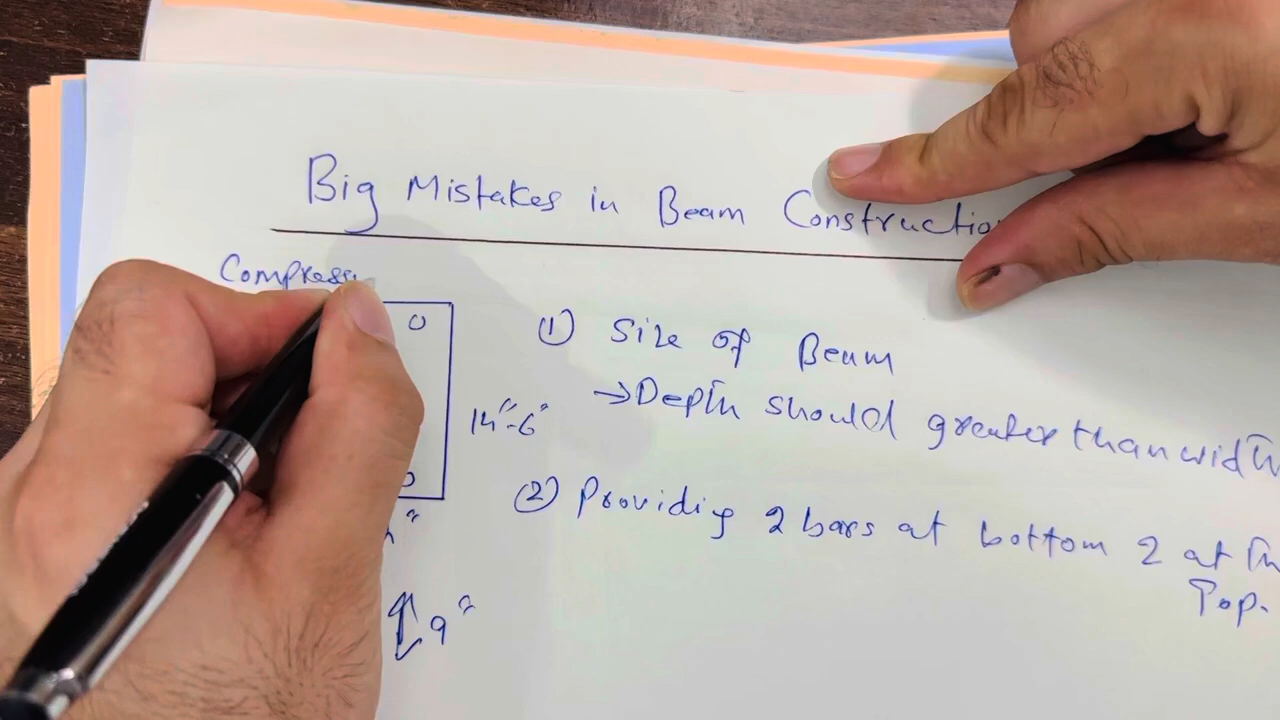 Big Mistakes in Beam Constructio
Compress
① Size of Beam
→Depth should greater than width
14"-6"
② Providing 2 bars at bottom 2 at the
Top.
9"